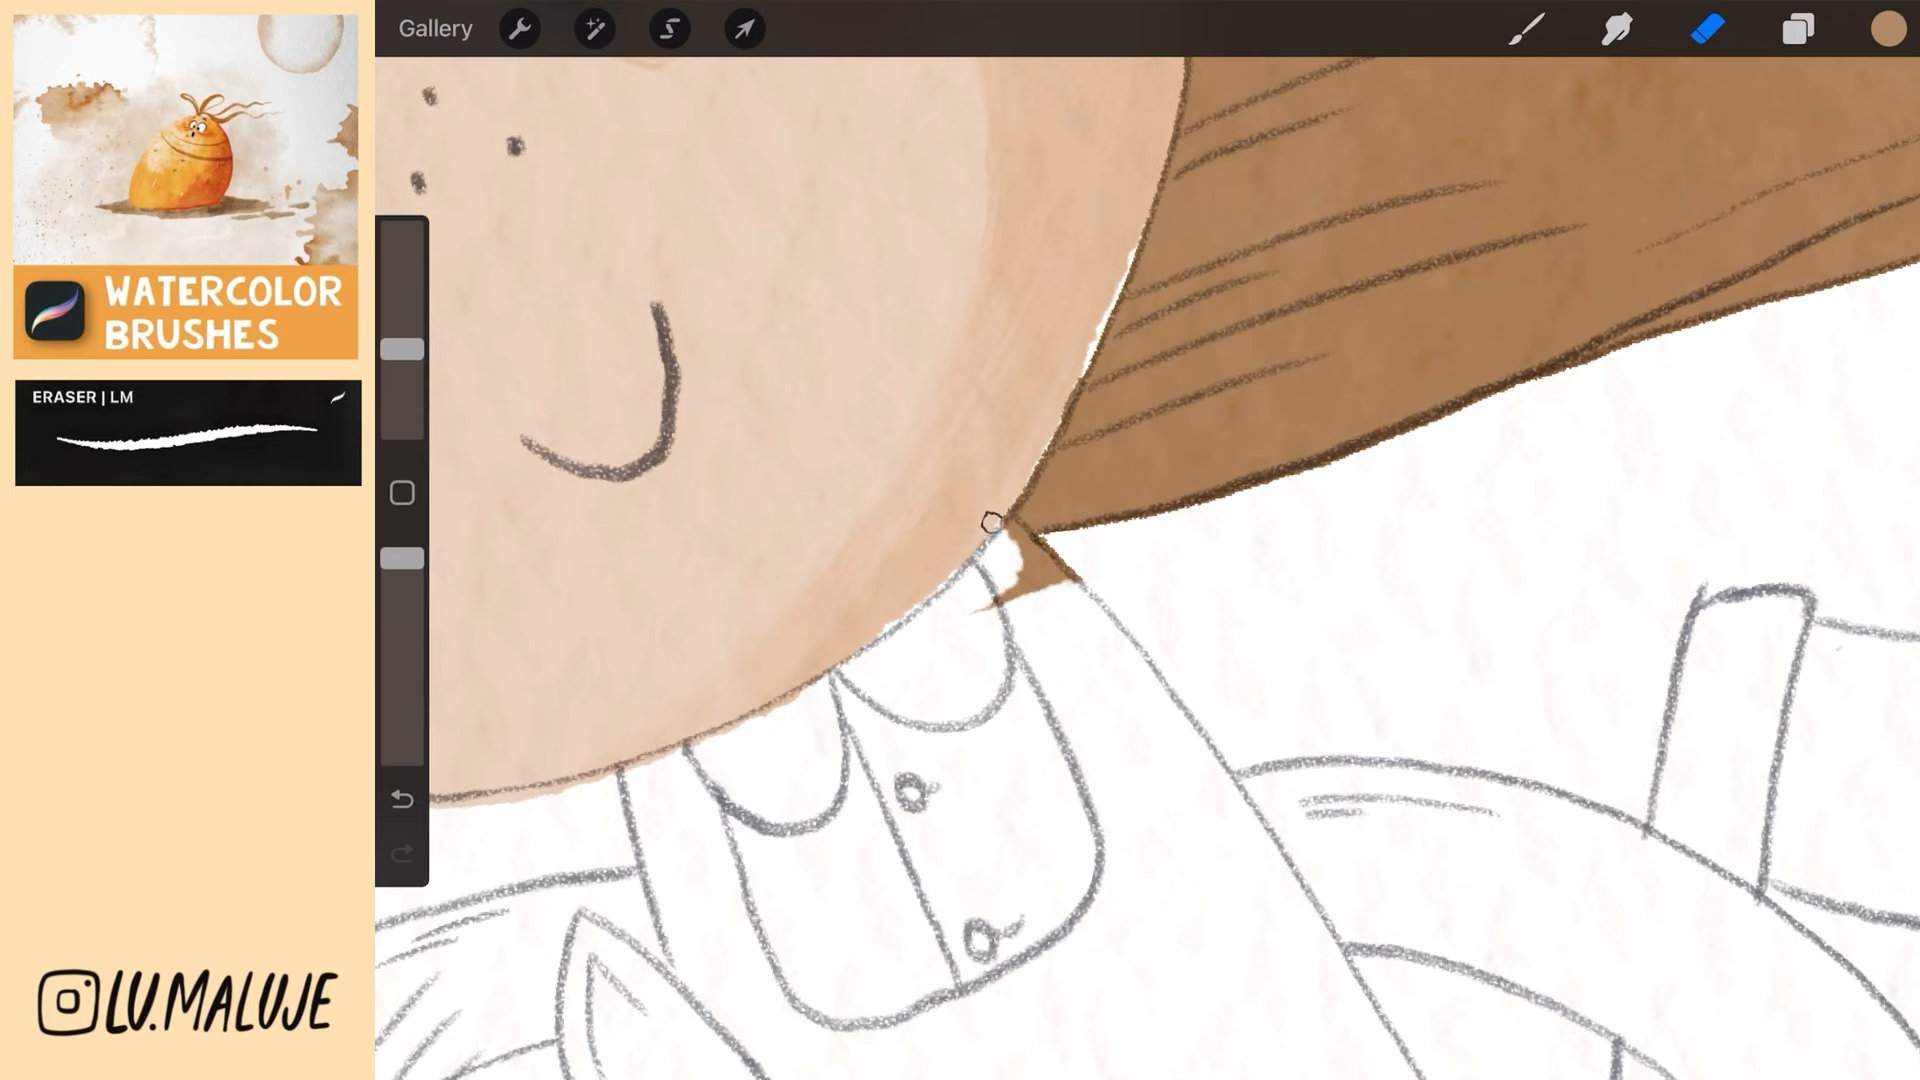 Gallery
WATERCOLOR
BRUSHES
ERASER | LM
LU.MALUJE